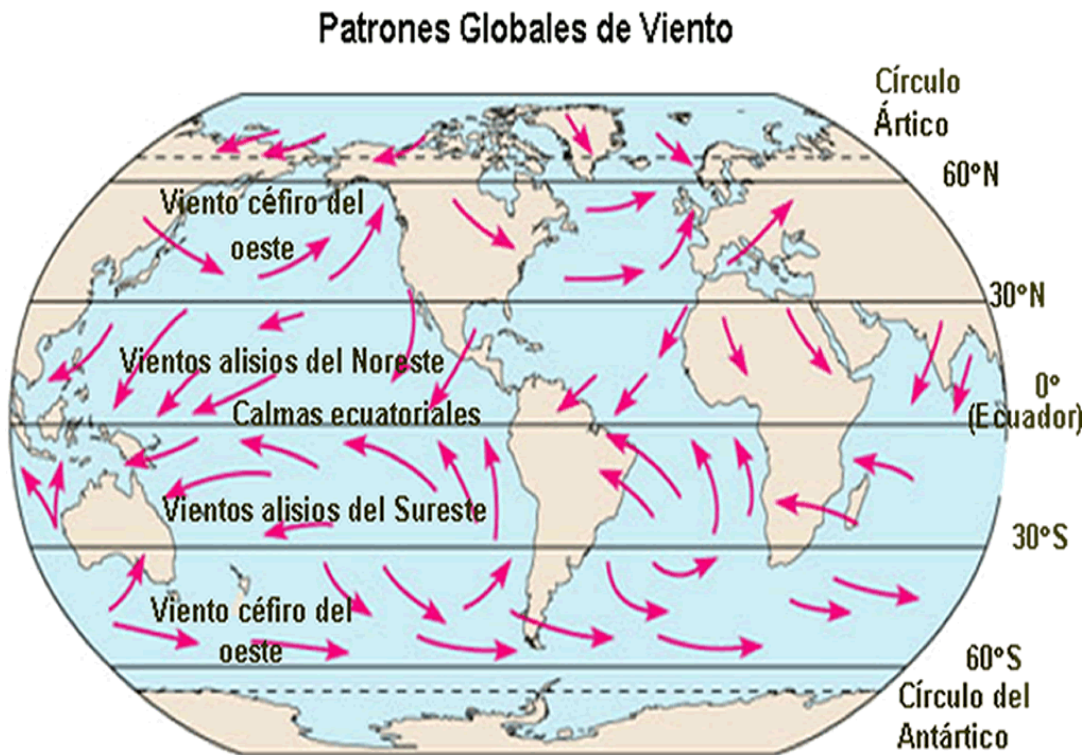 Patrones Globales de Viento
Círculo
Ártico
60°N
Viento céfiro del
oeste
30°N
Vientos alisios del Noreste
0°
(Ecuador)
Calmas ecuatoriales
Vientos alisios del Sureste
30°S
Viento céfiro del
oeste
60°S
Círculo del
Antártico